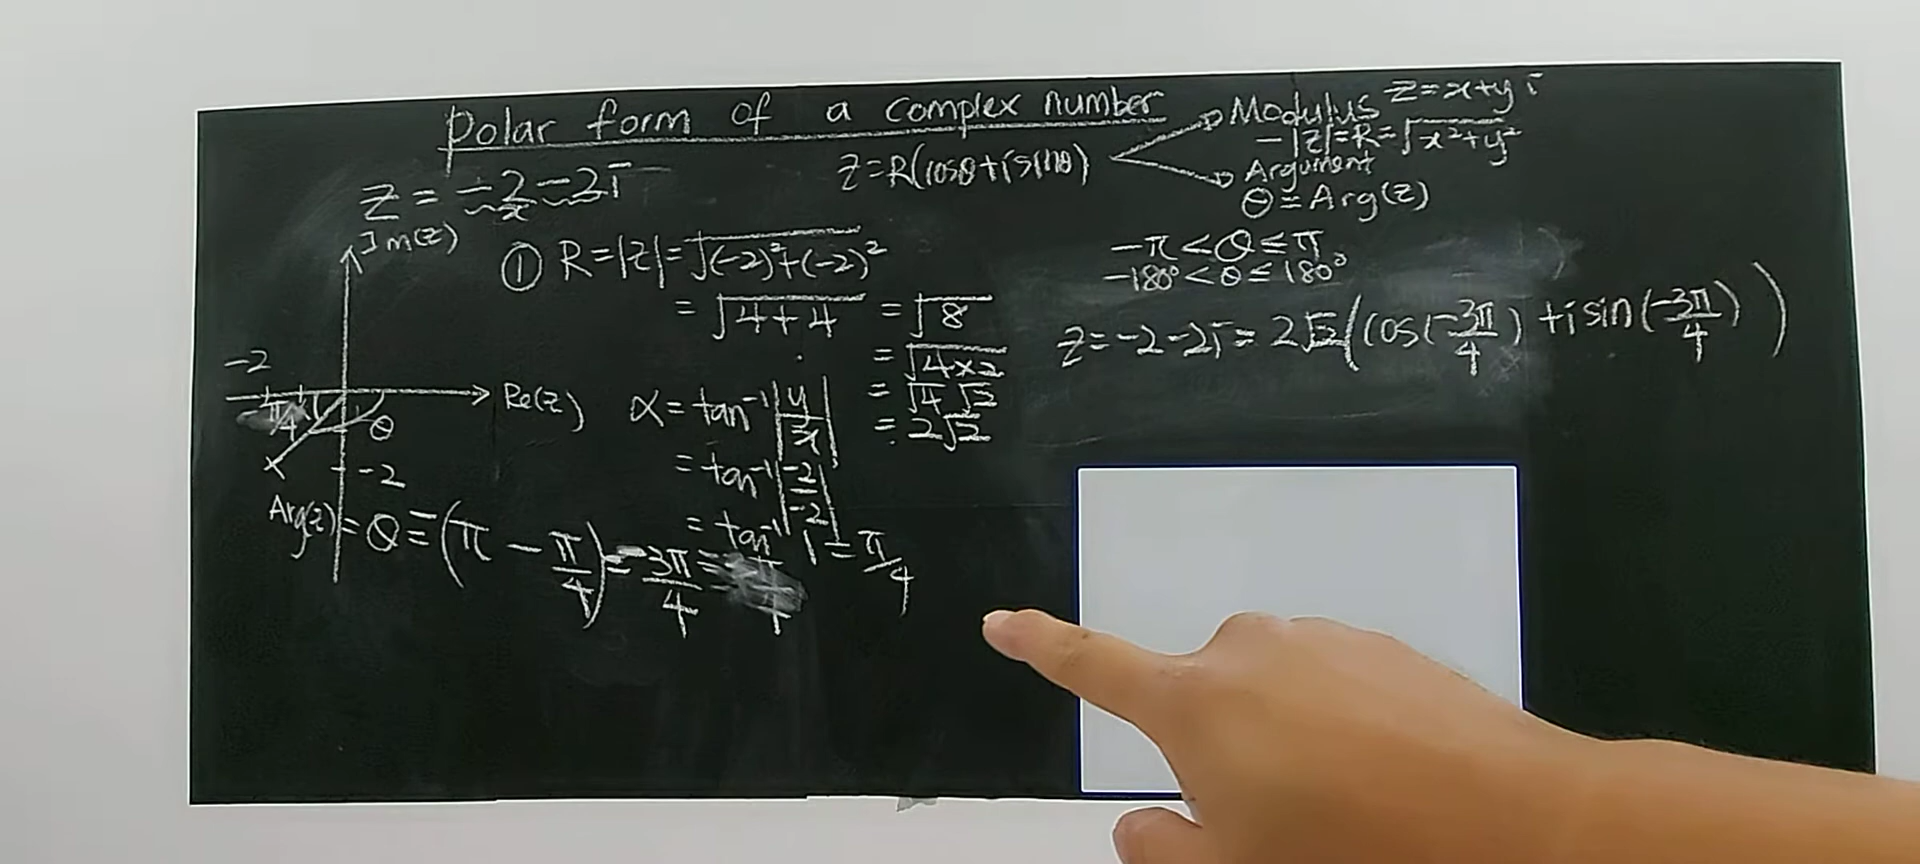 Polar form of a complex number
Modulus z=x+yi
-|z|=R=√x²+y²
z=R(cosθ+isinθ)
Argument
θ=Arg(z)
z=-2-2i
x
Im(z)
① R=|z|=√(-2)²+(-2)²
=√4+4 =√8
=√4×2
=√4 √2
=2√2
-π<θ≤π
-180°<θ≤180°
z=-2-2i=2√2(cos(-3π/4)+isin(-3π/4))
-2
Re(z)
π/4
θ
-2
α=tan⁻¹|y/x|
=tan⁻¹|-2/-2|
=tan⁻¹ 1=π/4
Arg(z)=θ=-(π-π/4)=-3π/4=